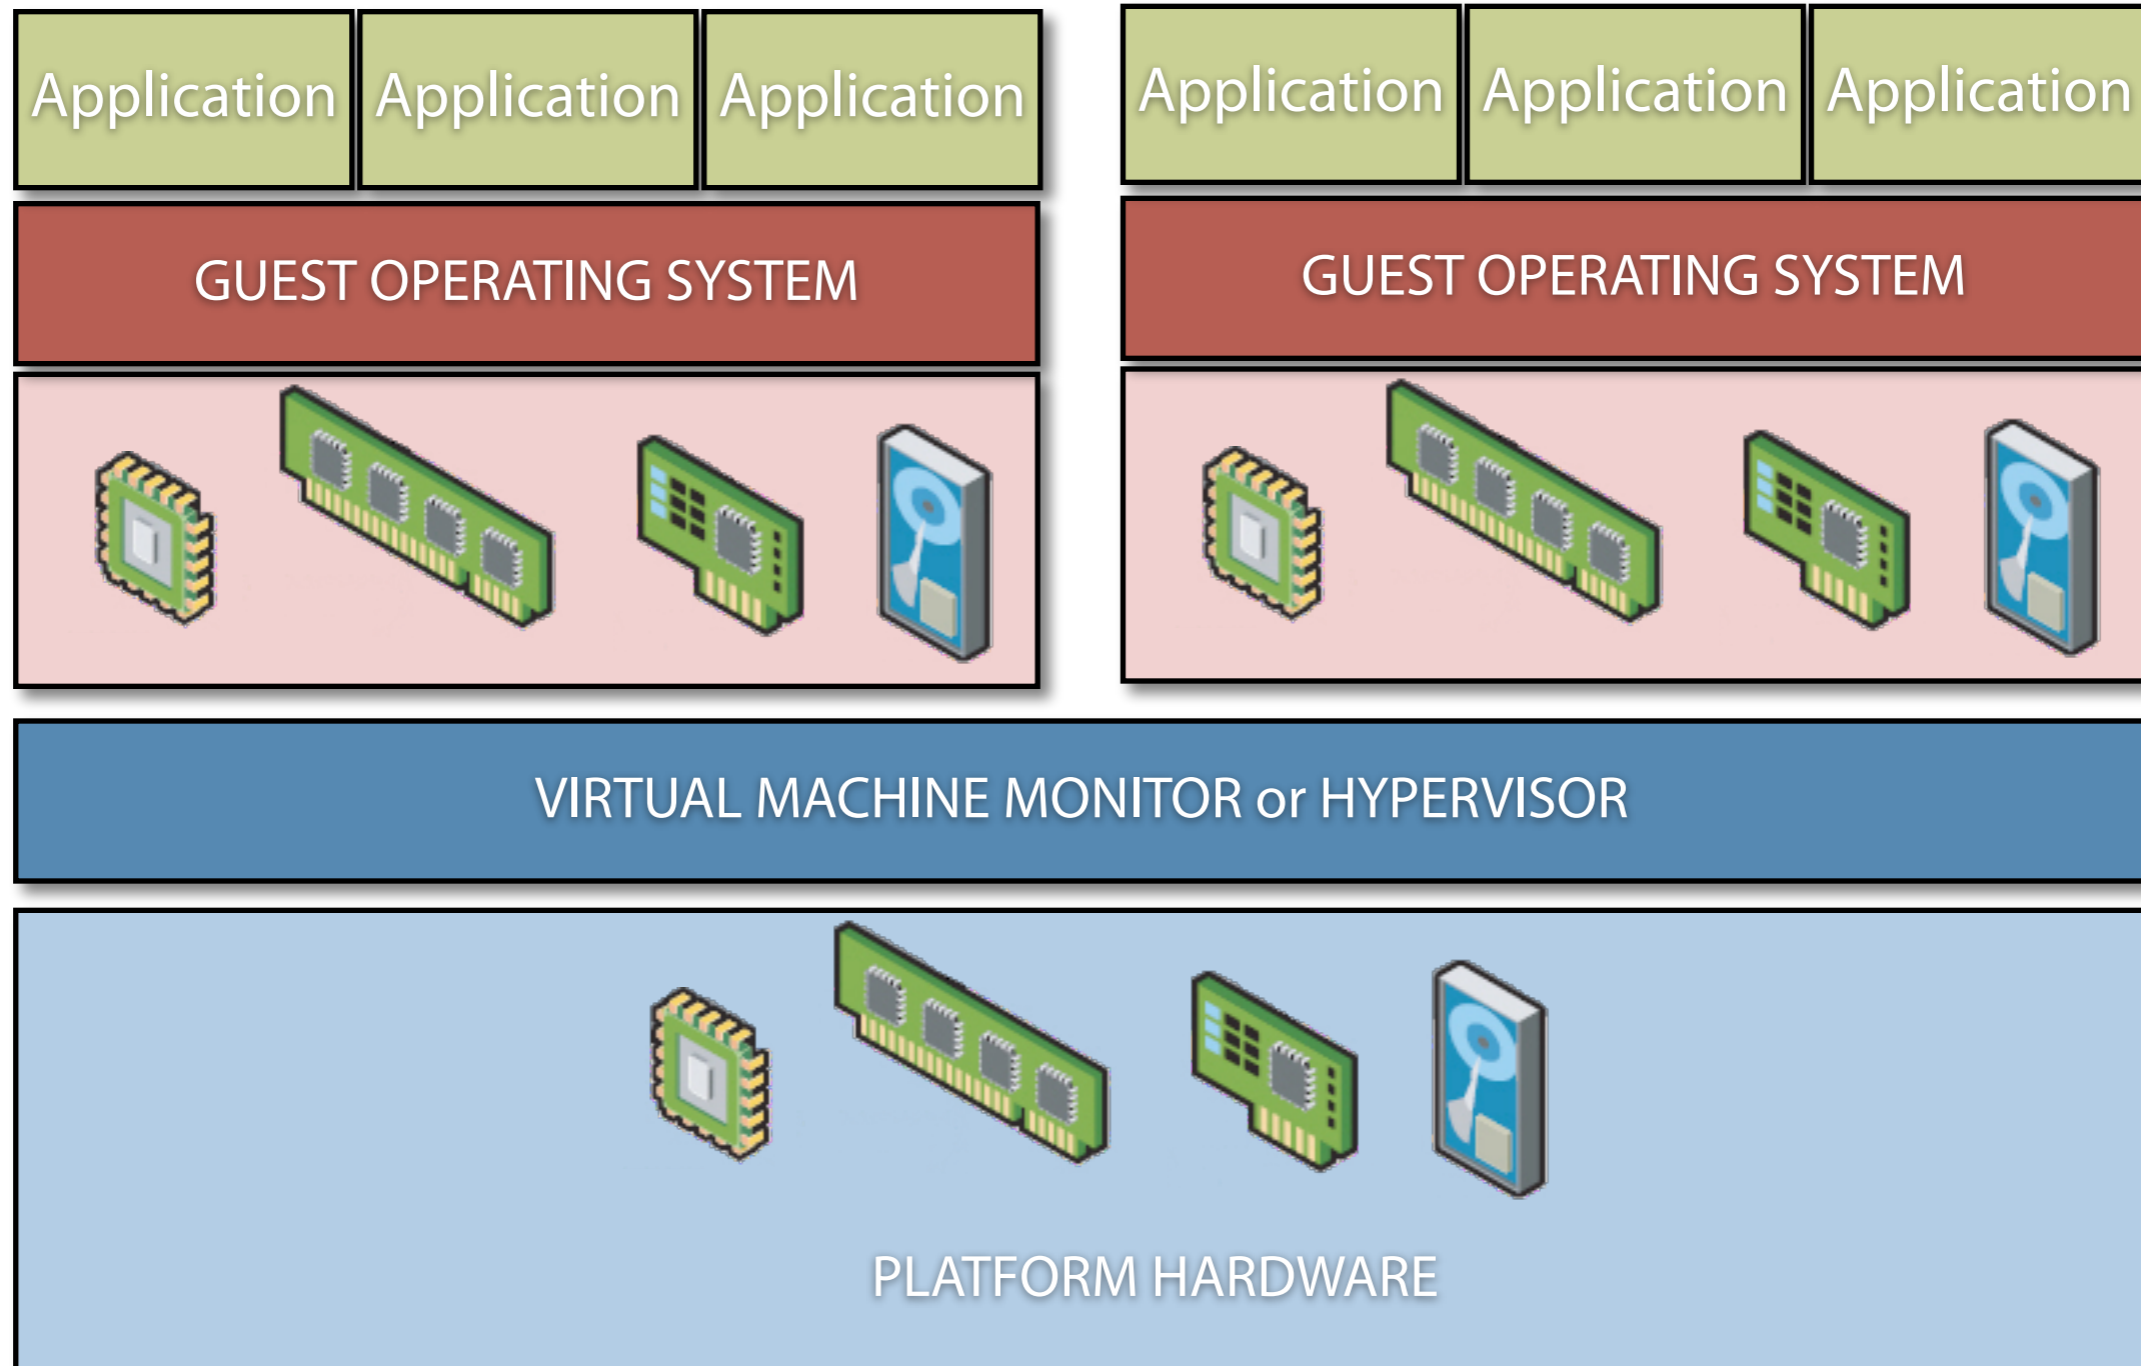 Application Application Application Application Application Application
GUEST OPERATING SYSTEM GUEST OPERATING SYSTEM
VIRTUAL MACHINE MONITOR or HYPERVISOR
PLATFORM HARDWARE